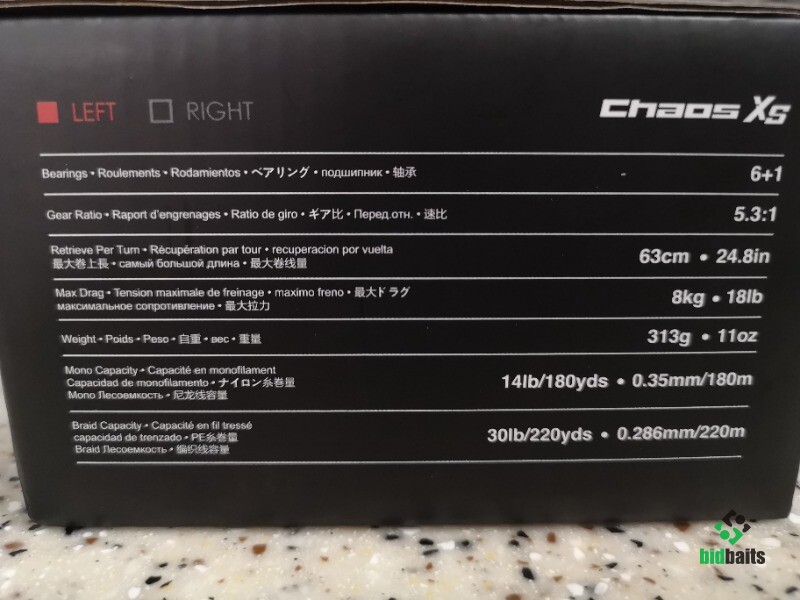 LEFT RIGHT
Chaos XS
Bearings • Roulements • Rodamientos • ベアリング • подшипник • 轴承 6+1
Gear Ratio • Raport d'engrenages • Ratio de giro • ギア比 • Перед.отн. • 速比 5.3:1
Retrieve Per Turn • Récupération par tour • recuperacion por vuelta
最大巻上長 • самый большой длина • 最大卷线量 63cm • 24.8in
Max Drag • Tension maximale de freinage • maximo freno • 最大ドラグ
максимальное сопротивление • 最大拉力 8kg • 18lb
Weight • Poids • Peso • 自重 • вес • 重量 313g • 11oz
Mono Capacity • Capacité en monofilament
Capacidad de monofilamento • ナイロン糸巻量 14lb/180yds • 0.35mm/180m
Mono Лесоемкость • 尼龙线容量
Braid Capacity • Capacité en fil tressé
capacidad de trenzado • PE糸巻量 30lb/220yds • 0.286mm/220m
Braid Лесоемкость • 编织线容量
bidbaits